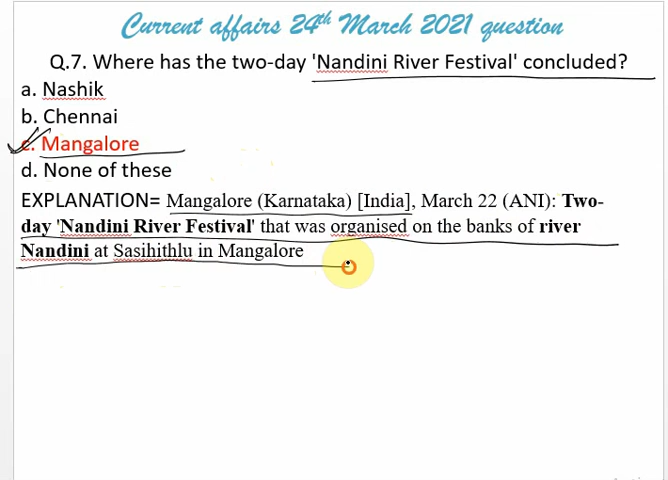 Current affairs 24th March 2021 question
Q.7. Where has the two-day 'Nandini River Festival' concluded?
a. Nashik
b. Chennai
c. Mangalore
d. None of these
EXPLANATION= Mangalore (Karnataka) [India], March 22 (ANI): Two-
day 'Nandini River Festival' that was organised on the banks of river
Nandini at Sasihithlu in Mangalore